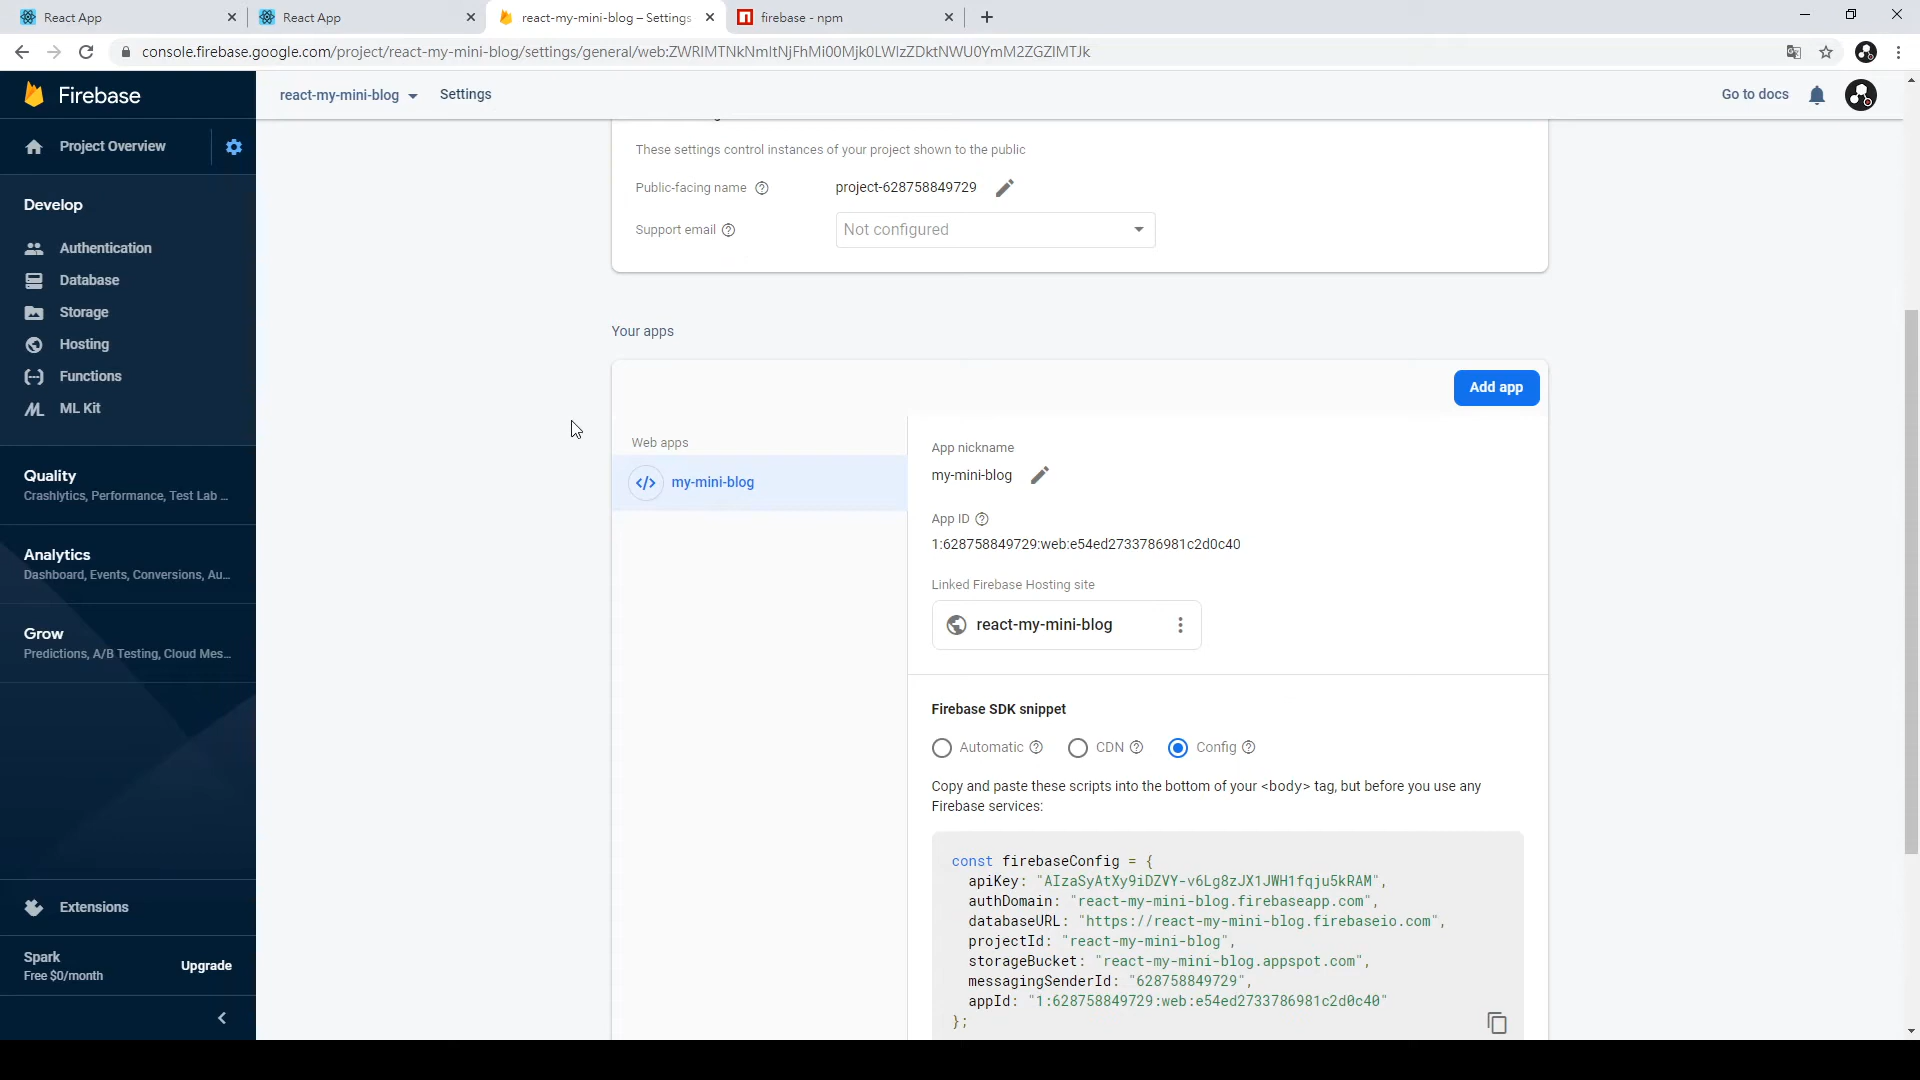 React App
React App
react-my-mini-blog – Settings
firebase - npm
console.firebase.google.com/project/react-my-mini-blog/settings/general/web:ZWRlMTNkNmItNjFhMi00Mjk0LWIzZDktNWU0YmM2ZGZlMTJk
Firebase
react-my-mini-blog
Settings
Go to docs
Project Overview
Develop
Authentication
Database
Storage
Hosting
Functions
ML Kit
Quality
Crashlytics, Performance, Test Lab ...
Analytics
Dashboard, Events, Conversions, Au...
Grow
Predictions, A/B Testing, Cloud Mes...
Extensions
Spark
Free $0/month
Upgrade
These settings control instances of your project shown to the public
Public-facing name
project-628758849729
Support email
Not configured
Your apps
Add app
Web apps
</> my-mini-blog
App nickname
my-mini-blog
App ID
1:628758849729:web:e54ed2733786981c2d0c40
Linked Firebase Hosting site
react-my-mini-blog
Firebase SDK snippet
Automatic
CDN
Config
Copy and paste these scripts into the bottom of your <body> tag, but before you use any
Firebase services:
const firebaseConfig = {
apiKey: "AIzaSyAtXy9iDZVY-v6Lg8zJX1JWH1fqju5kRAM",
authDomain: "react-my-mini-blog.firebaseapp.com",
databaseURL: "https://react-my-mini-blog.firebaseio.com",
projectId: "react-my-mini-blog",
storageBucket: "react-my-mini-blog.appspot.com",
messagingSenderId: "628758849729",
appId: "1:628758849729:web:e54ed2733786981c2d0c40"
};